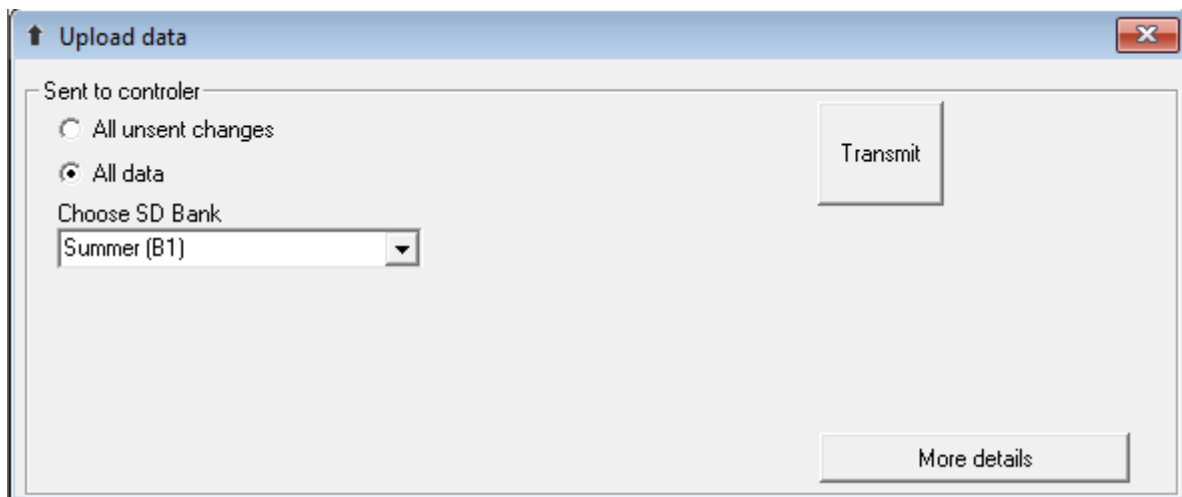 Upload data
Sent to controler
All unsent changes
All data
Transmit
Choose SD Bank
Summer (B1)
More details